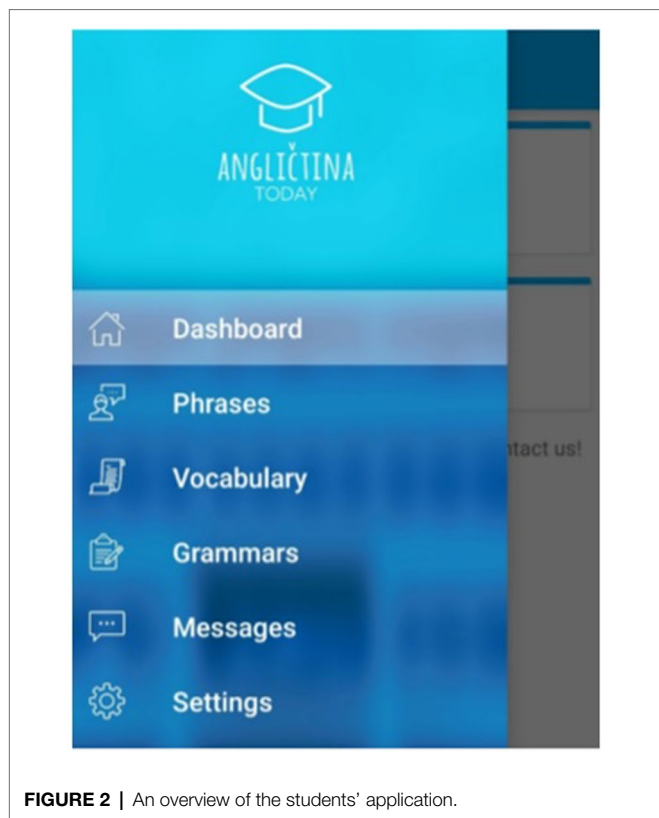 ANGLIČTINA
TODAY
Dashboard
Phrases
ntact us!
Vocabulary
Grammars
Messages
Settings
FIGURE 2 | An overview of the students’ application.